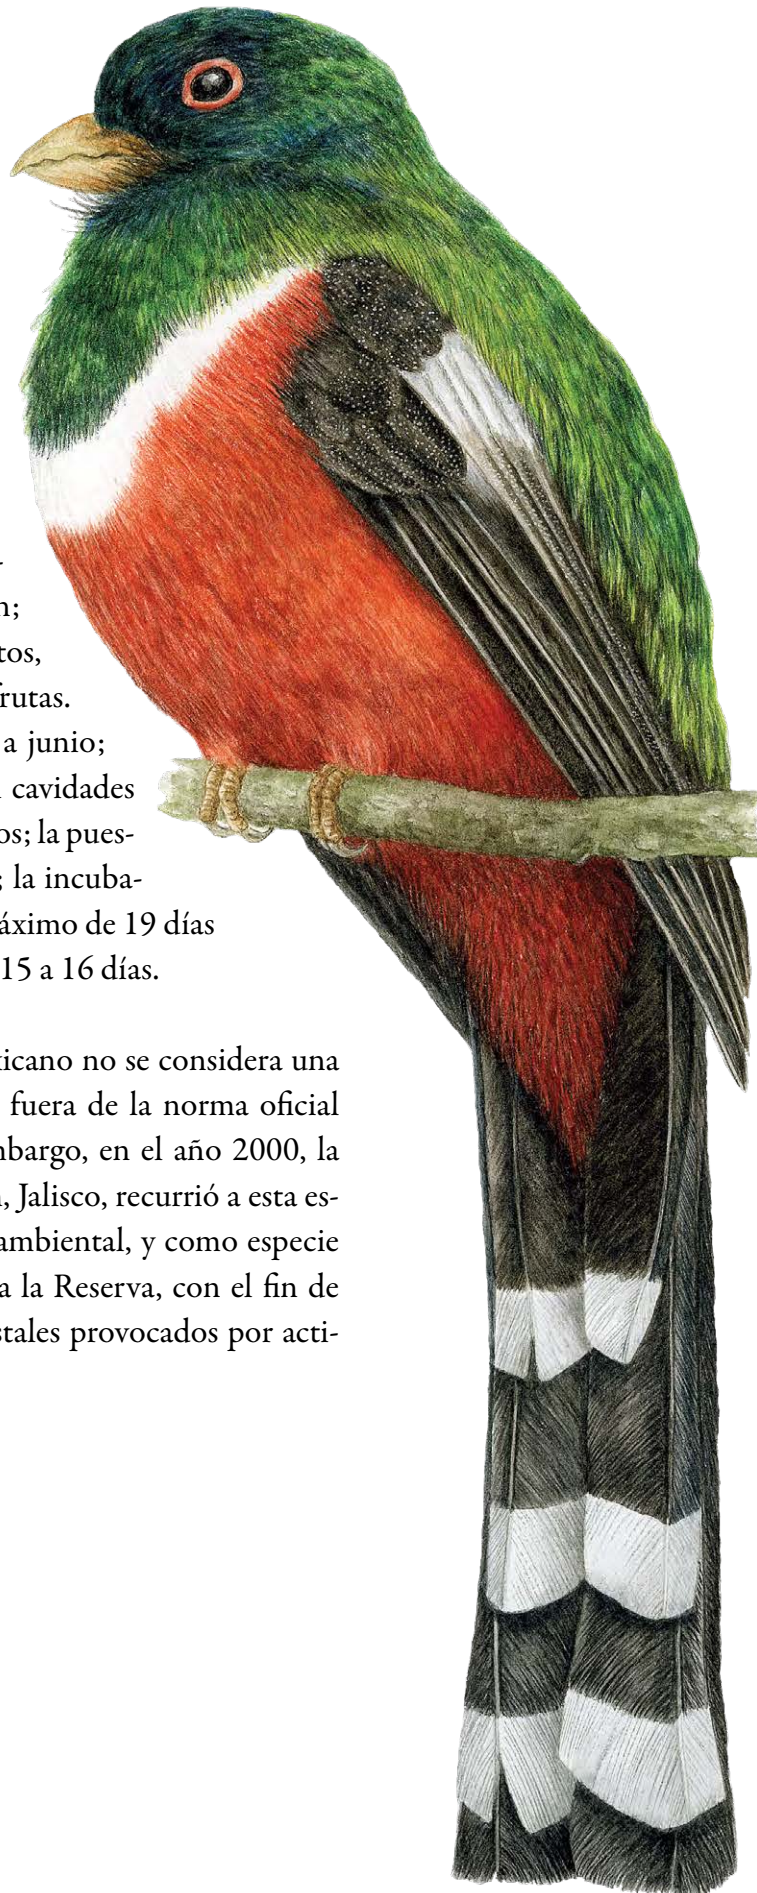 -
n;
tos,
frutas.
a junio;
n cavidades
os; la pues-
; la incuba-
áximo de 19 días
15 a 16 días.
xicano no se considera una
fuera de la norma oficial
mbargo, en el año 2000, la
n, Jalisco, recurrió a esta es-
ambiental, y como especie
a la Reserva, con el fin de
stales provocados por acti-